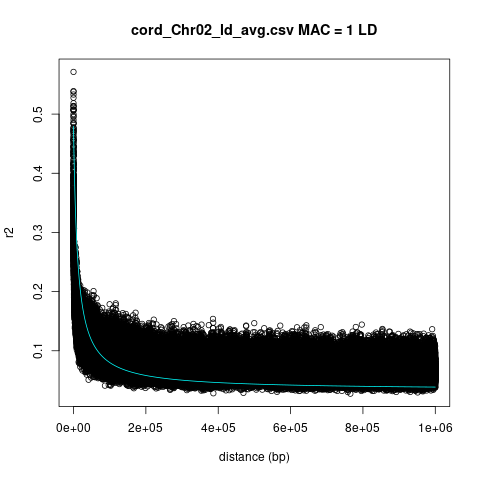 cord_Chr02_ld_avg.csv MAC = 1 LD
r2
0.5
0.4
0.3
0.2
0.1
0e+00 2e+05 4e+05 6e+05 8e+05 1e+06
distance (bp)